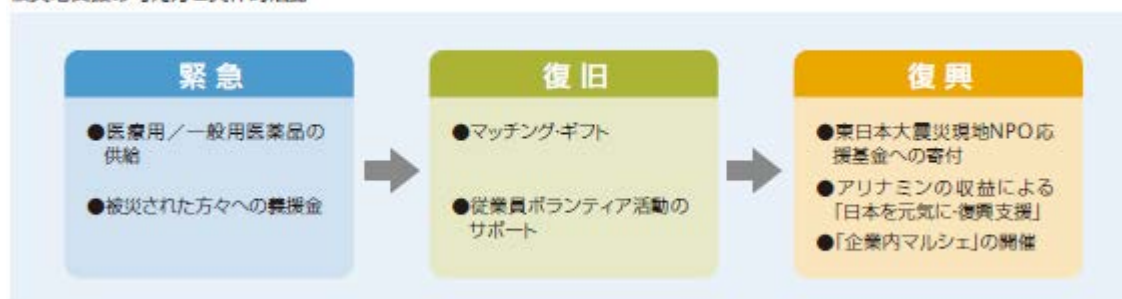 緊急
●医療用／一般用医薬品の
供給
●被災された方々への義援金
復旧
●マッチング・ギフト
●従業員ボランティア活動の
サポート
復興
●東日本大震災現地NPO応
援基金への寄付
●アリナミンの収益による
「日本を元気に・復興支援」
●「企業内マルシェ」の開催